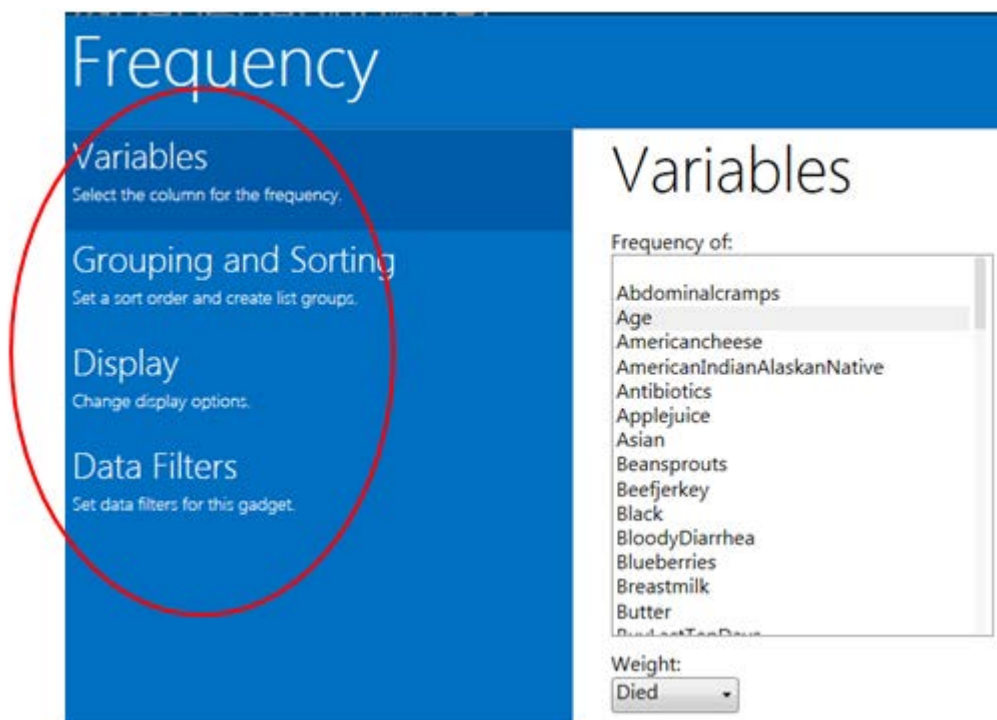 Frequency
Variables
Select the column for the frequency.
Grouping and Sorting
Set a sort order and create list groups.
Display
Change display options.
Data Filters
Set data filters for this gadget.
Variables
Frequency of:
Abdominalcramps
Age
Americancheese
AmericanIndianAlaskanNative
Antibiotics
Applejuice
Asian
Beansprouts
Beefjerkey
Black
BloodyDiarrhea
Blueberries
Breastmilk
Butter
Weight:
Died